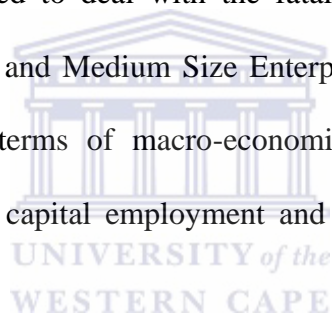 ed to deal with the
and Medium Size Enterp
terms of macro-economi
capital employment and
UNIVERSITY of the
WESTERN CAPE